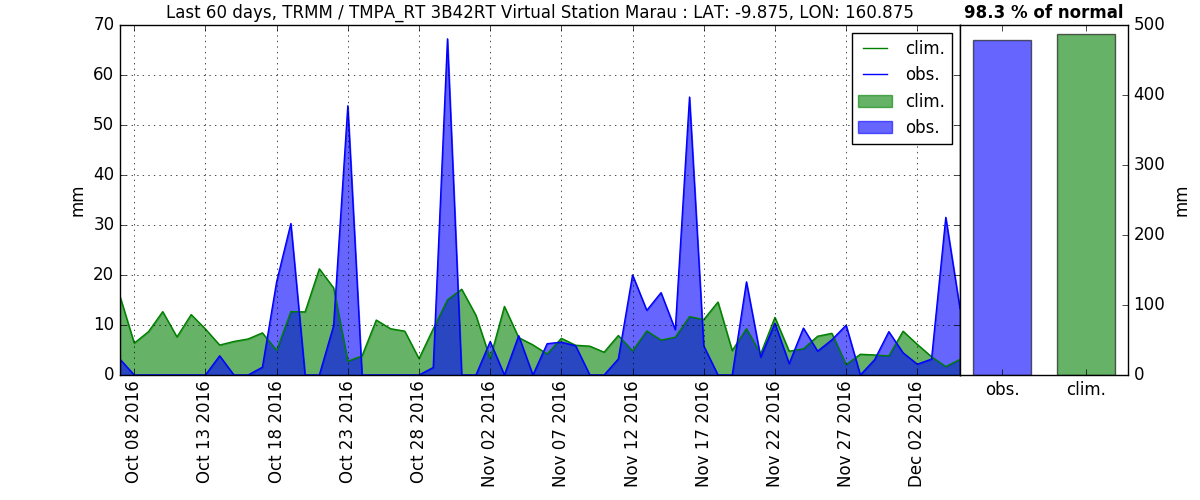 Last 60 days, TRMM / TMPA_RT 3B42RT Virtual Station Marau : LAT: -9.875, LON: 160.875
98.3 % of normal
70
60
50
40
30
20
10
0
mm
clim.
obs.
clim.
obs.
500
400
300
200
100
0
mm
obs.
clim.
Oct 08 2016
Oct 13 2016
Oct 18 2016
Oct 23 2016
Oct 28 2016
Nov 02 2016
Nov 07 2016
Nov 12 2016
Nov 17 2016
Nov 22 2016
Nov 27 2016
Dec 02 2016